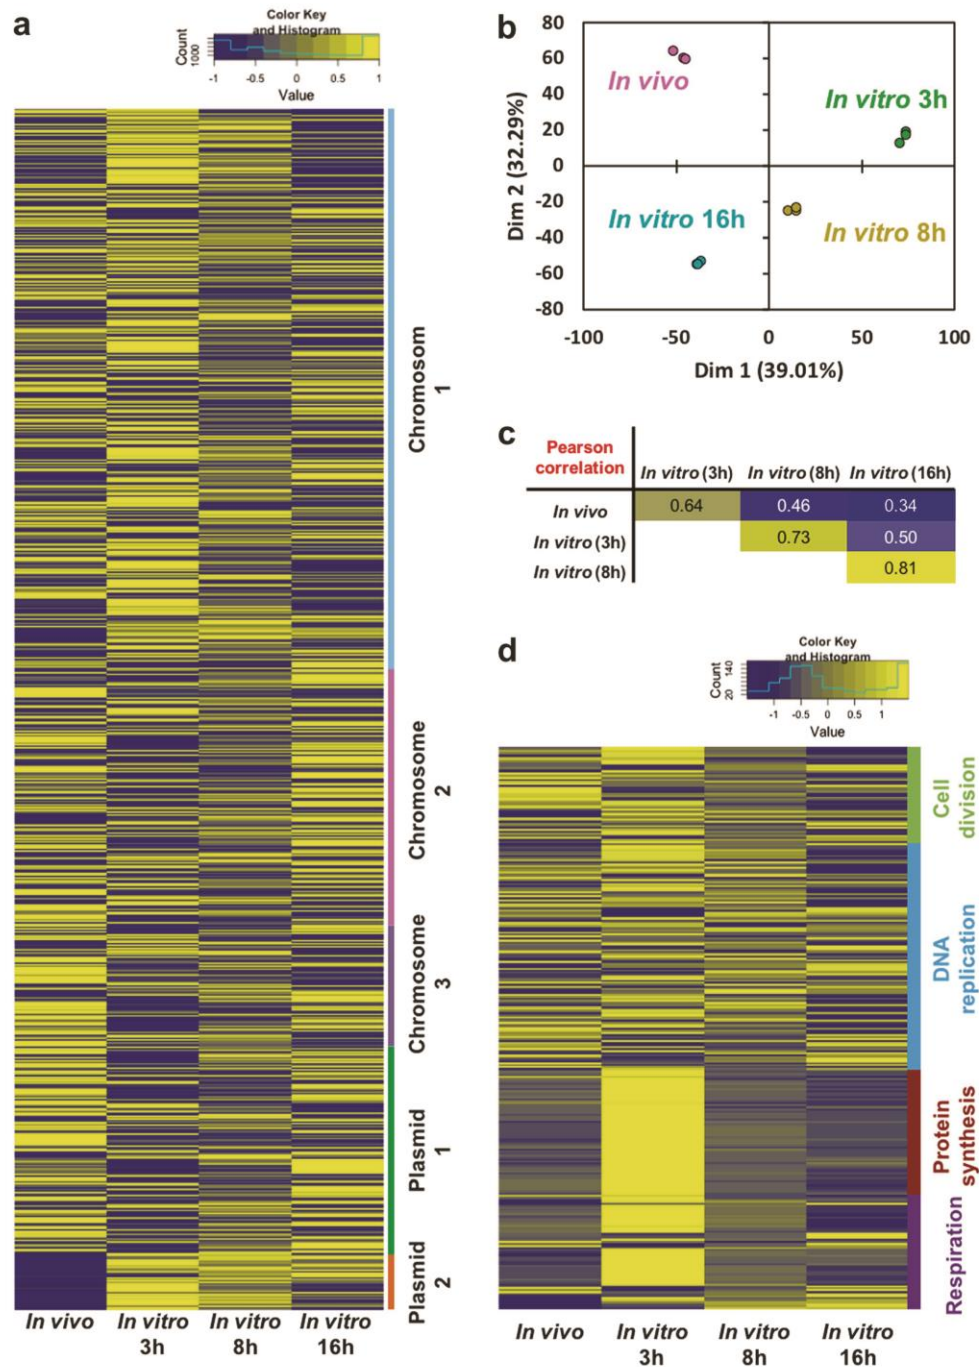 a
Color Key
and Histogram
Count
1000
-1 -0.5 0 0.5 1
Value
Chromosom
1
Chromosome
2
Chromosome
3
Plasmid
1
Plasmid
2
In vivo In vitro In vitro In vitro
3h 8h 16h
b
80
60
40
20
0
-20
-40
-60
-80
Dim 2 (32.29%)
In vivo
In vitro 3h
In vitro 16h
In vitro 8h
-100 -50 0 50 100
Dim 1 (39.01%)
c
Pearson
correlation
In vitro (3h) In vitro (8h) In vitro (16h)
In vivo 0.64 0.46 0.34
In vitro (3h) 0.73 0.50
In vitro (8h) 0.81
d
Color Key
and Histogram
Count
20 140
-1 -0.5 0 0.5 1
Value
Cell
division
DNA
replication
Protein
synthesis
Respiration
In vivo In vitro In vitro In vitro
3h 8h 16h